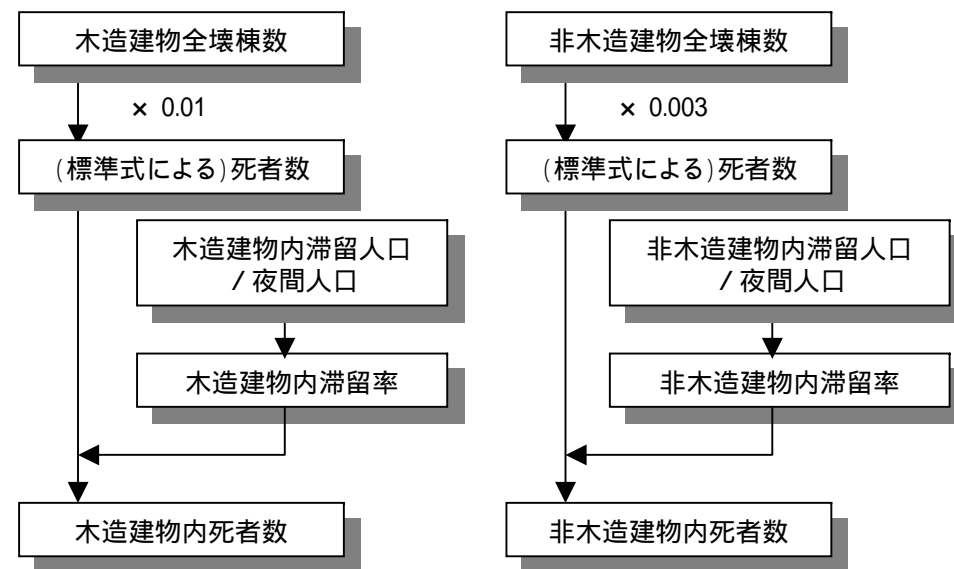 木造建物全壊棟数
× 0.01
(標準式による)死者数
木造建物内滞留人口
/夜間人口
木造建物内滞留率
木造建物内死者数
非木造建物全壊棟数
× 0.003
(標準式による)死者数
非木造建物内滞留人口
/夜間人口
非木造建物内滞留率
非木造建物内死者数